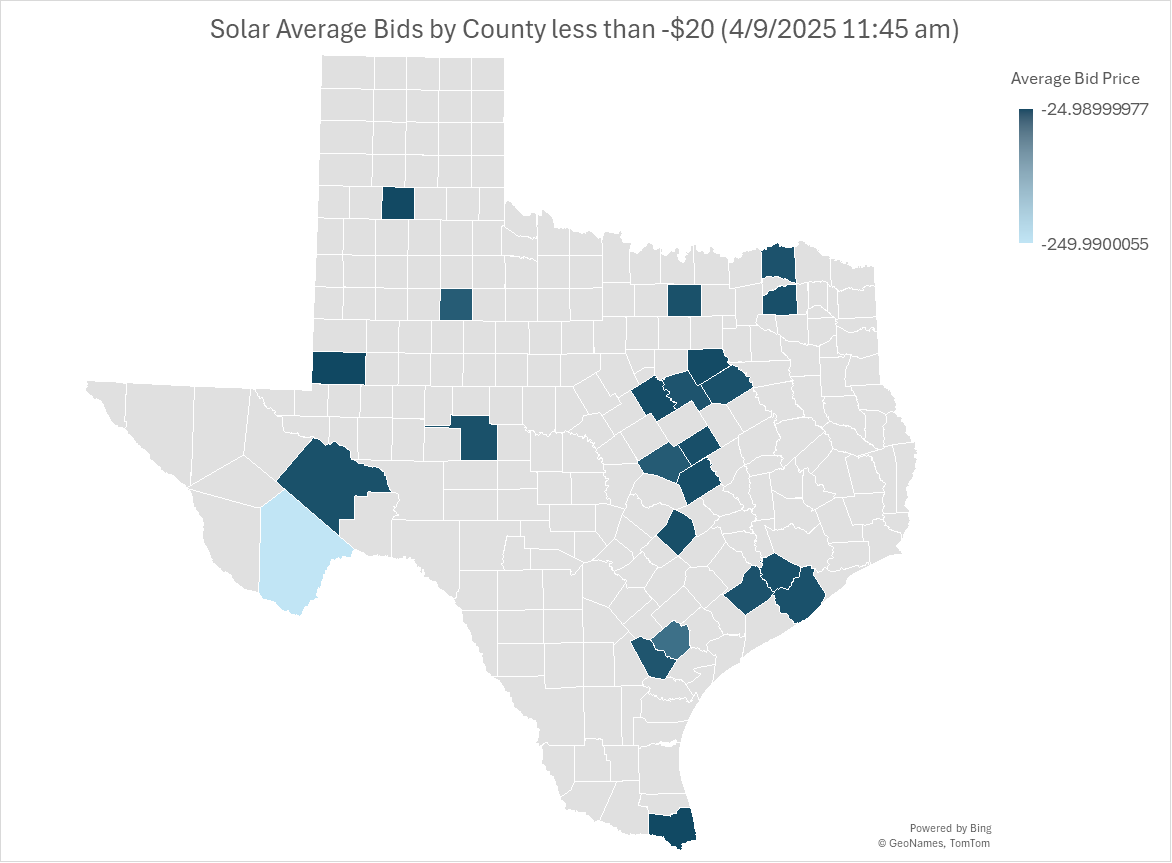 Solar Average Bids by County less than -$20 (4/9/2025 11:45 am)
Average Bid Price
-24.98999977
-249.9900055
Powered by Bing
© GeoNames, TomTom